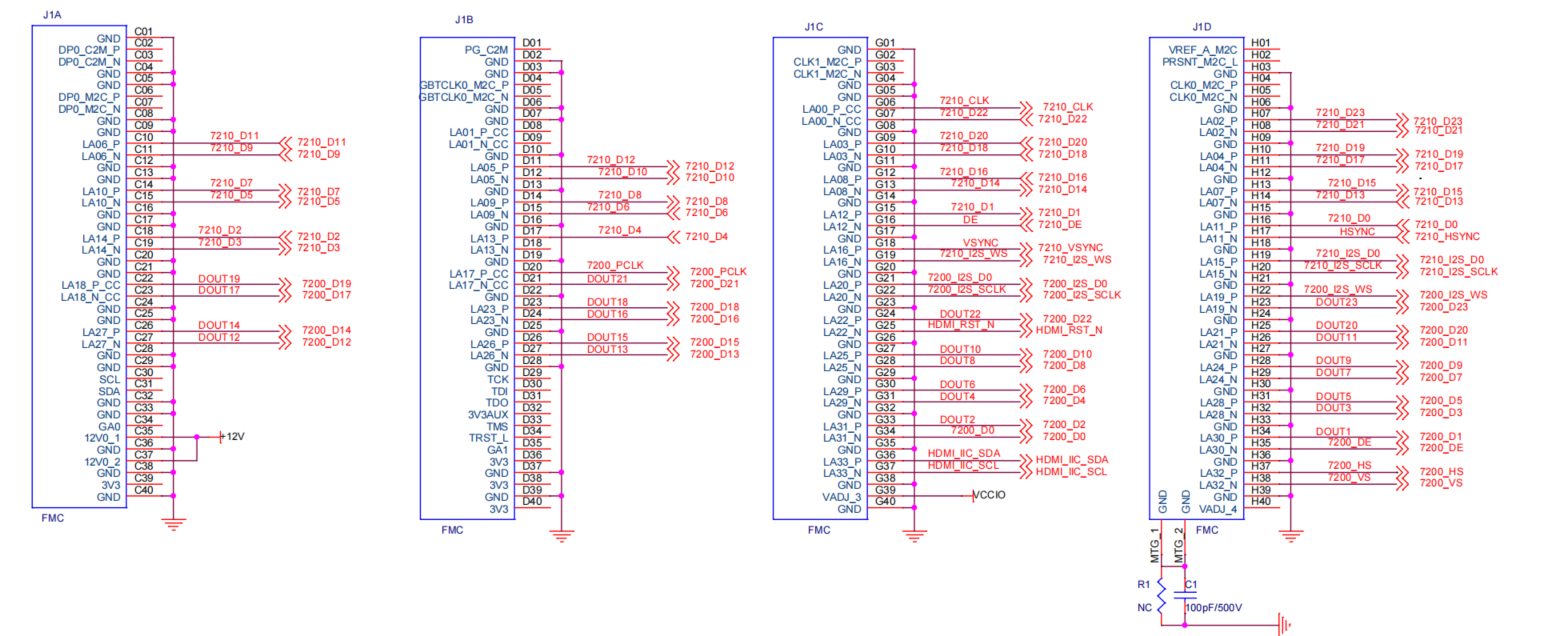 J1A
GND C01
DP0_C2M_P C02
DP0_C2M_N C03
GND C04
GND C05
DP0_M2C_P C06
DP0_M2C_N C07
GND C08
GND C09
LA06_P C10 7210_D11 7210_D11
LA06_N C11 7210_D9 7210_D9
GND C12
GND C13
LA10_P C14 7210_D7 7210_D7
LA10_N C15 7210_D5 7210_D5
GND C16
GND C17
LA14_P C18 7210_D2 7210_D2
LA14_N C19 7210_D3 7210_D3
GND C20
GND C21
LA18_P_CC C22 DOUT19 7200_D19
LA18_N_CC C23 DOUT17 7200_D17
GND C24
GND C25
LA27_P C26 DOUT14 7200_D14
LA27_N C27 DOUT12 7200_D12
GND C28
GND C29
SCL C30
SDA C31
GND C32
GND C33
GA0 C34
12V0_1 C35 +12V
GND C36
12V0_2 C37
GND C38
3V3 C39
GND C40
FMC
J1B
PG_C2M D01
GND D02
GND D03
GBTCLK0_M2C_P D04
GBTCLK0_M2C_N D05
GND D06
GND D07
LA01_P_CC D08
LA01_N_CC D09
GND D10
LA05_P D11 7210_D12 7210_D12
LA05_N D12 7210_D10 7210_D10
GND D13
LA09_P D14 7210_D8 7210_D8
LA09_N D15 7210_D6 7210_D6
GND D16
LA13_P D17 7210_D4 7210_D4
LA13_N D18
GND D19
LA17_P_CC D20 7200_PCLK 7200_PCLK
LA17_N_CC D21 DOUT21 7200_D21
GND D22
LA23_P D23 DOUT18 7200_D18
LA23_N D24 DOUT16 7200_D16
GND D25
LA26_P D26 DOUT15 7200_D15
LA26_N D27 DOUT13 7200_D13
GND D28
TCK D29
TDI D30
TDO D31
3V3AUX D32
TMS D33
TRST_L D34
GA1 D35
3V3 D36
GND D37
3V3 D38
GND D39
3V3 D40
FMC
J1C
GND G01
CLK1_M2C_P G02
CLK1_M2C_N G03
GND G04
GND G05
LA00_P_CC G06 7210_CLK 7210_CLK
LA00_N_CC G07 7210_D22 7210_D22
GND G08
LA03_P G09 7210_D20 7210_D20
LA03_N G10 7210_D18 7210_D18
GND G11
LA08_P G12 7210_D16 7210_D16
LA08_N G13 7210_D14 7210_D14
GND G14
LA12_P G15 7210_D1 7210_D1
LA12_N G16 DE 7210_DE
GND G17
LA16_P G18 VSYNC 7210_VSYNC
LA16_N G19 7210_I2S_WS 7210_I2S_WS
GND G20
LA20_P G21 7200_I2S_D0 7200_I2S_D0
LA20_N G22 7200_I2S_SCLK 7200_I2S_SCLK
GND G23
LA22_P G24 DOUT22 7200_D22
LA22_N G25 HDMI_RST_N HDMI_RST_N
GND G26
LA25_P G27 DOUT10 7200_D10
LA25_N G28 DOUT8 7200_D8
GND G29
LA29_P G30 DOUT6 7200_D6
LA29_N G31 DOUT4 7200_D4
GND G32
LA31_P G33 DOUT2 7200_D2
LA31_N G34 7200_D0 7200_D0
GND G35
LA33_P G36 HDMI_IIC_SDA HDMI_IIC_SDA
LA33_N G37 HDMI_IIC_SCL HDMI_IIC_SCL
GND G38
VADJ_3 G39 VCCIO
GND G40
FMC
J1D
VREF_A_M2C H01
PRSNT_M2C_L H02
GND H03
CLK0_M2C_P H04
CLK0_M2C_N H05
GND H06
LA02_P H07 7210_D23 7210_D23
LA02_N H08 7210_D21 7210_D21
GND H09
LA04_P H10 7210_D19 7210_D19
LA04_N H11 7210_D17 7210_D17
GND H12
LA07_P H13 7210_D15 7210_D15
LA07_N H14 7210_D13 7210_D13
GND H15
LA11_P H16 7210_D0 7210_D0
LA11_N H17 HSYNC 7210_HSYNC
GND H18
LA15_P H19 7210_I2S_D0 7210_I2S_D0
LA15_N H20 7210_I2S_SCLK 7210_I2S_SCLK
GND H21
LA19_P H22 7200_I2S_WS 7200_I2S_WS
LA19_N H23 DOUT23 7200_D23
GND H24
LA21_P H25 DOUT20 7200_D20
LA21_N H26 DOUT11 7200_D11
GND H27
LA24_P H28 DOUT9 7200_D9
LA24_N H29 DOUT7 7200_D7
GND H30
LA28_P H31 DOUT5 7200_D5
LA28_N H32 DOUT3 7200_D3
GND H33
LA30_P H34 DOUT1 7200_D1
LA30_N H35 7200_DE 7200_DE
GND H36
LA32_P H37 7200_HS 7200_HS
LA32_N H38 7200_VS 7200_VS
GND H39
VADJ_4 H40
GND GND
FMC
MTG_1 MTG_2
R1 C1
NC 100pF/500V